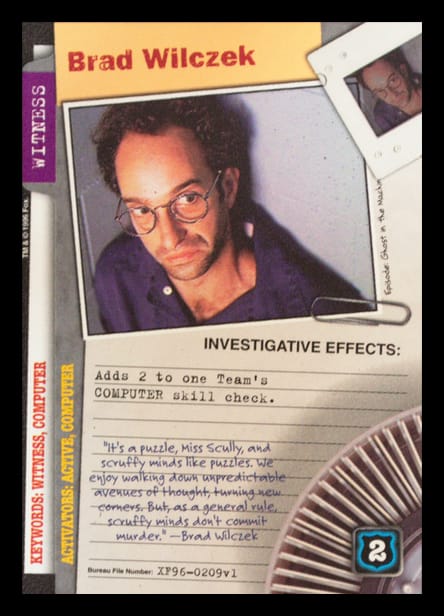 Brad Wilczek
WITNESS
TM & © 1996 Fox
Episode: Ghost in the Machine
INVESTIGATIVE EFFECTS:
Adds 2 to one Team's
COMPUTER skill check.
KEYWORDS: WITNESS, COMPUTER
ACTIVATORS: ACTIVE, COMPUTER
"It's a puzzle, Miss Scully, and
scruffy minds like puzzles. We
enjoy walking down unpredictable
avenues of thought, turning new
corners. But, as a general rule,
scruffy minds don't commit
murder." —Brad Wilczek
2
Bureau File Number: XF96-0209v1